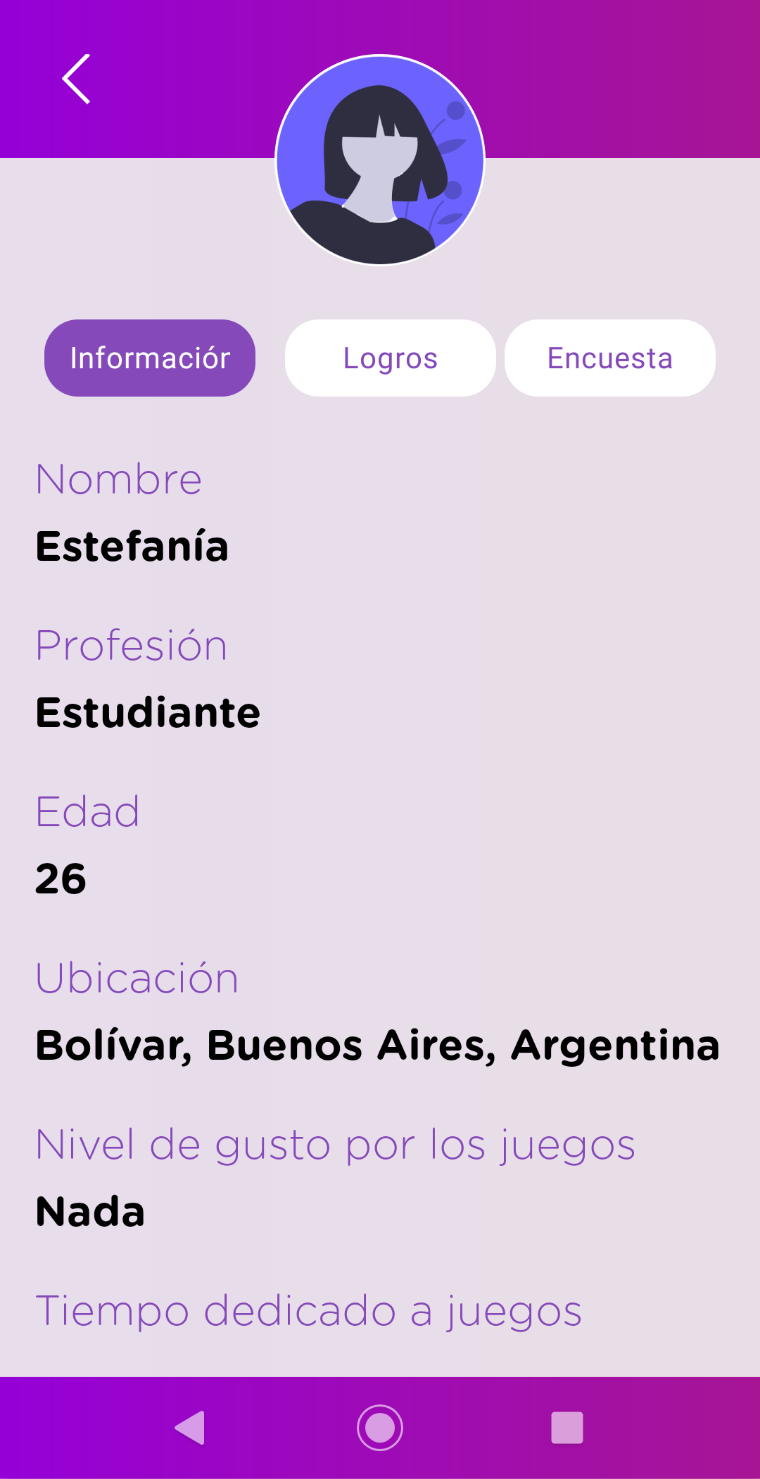 Informaciór
Logros
Encuesta
Nombre
Estefanía
Profesión
Estudiante
Edad
26
Ubicación
Bolívar, Buenos Aires, Argentina
Nivel de gusto por los juegos
Nada
Tiempo dedicado a juegos